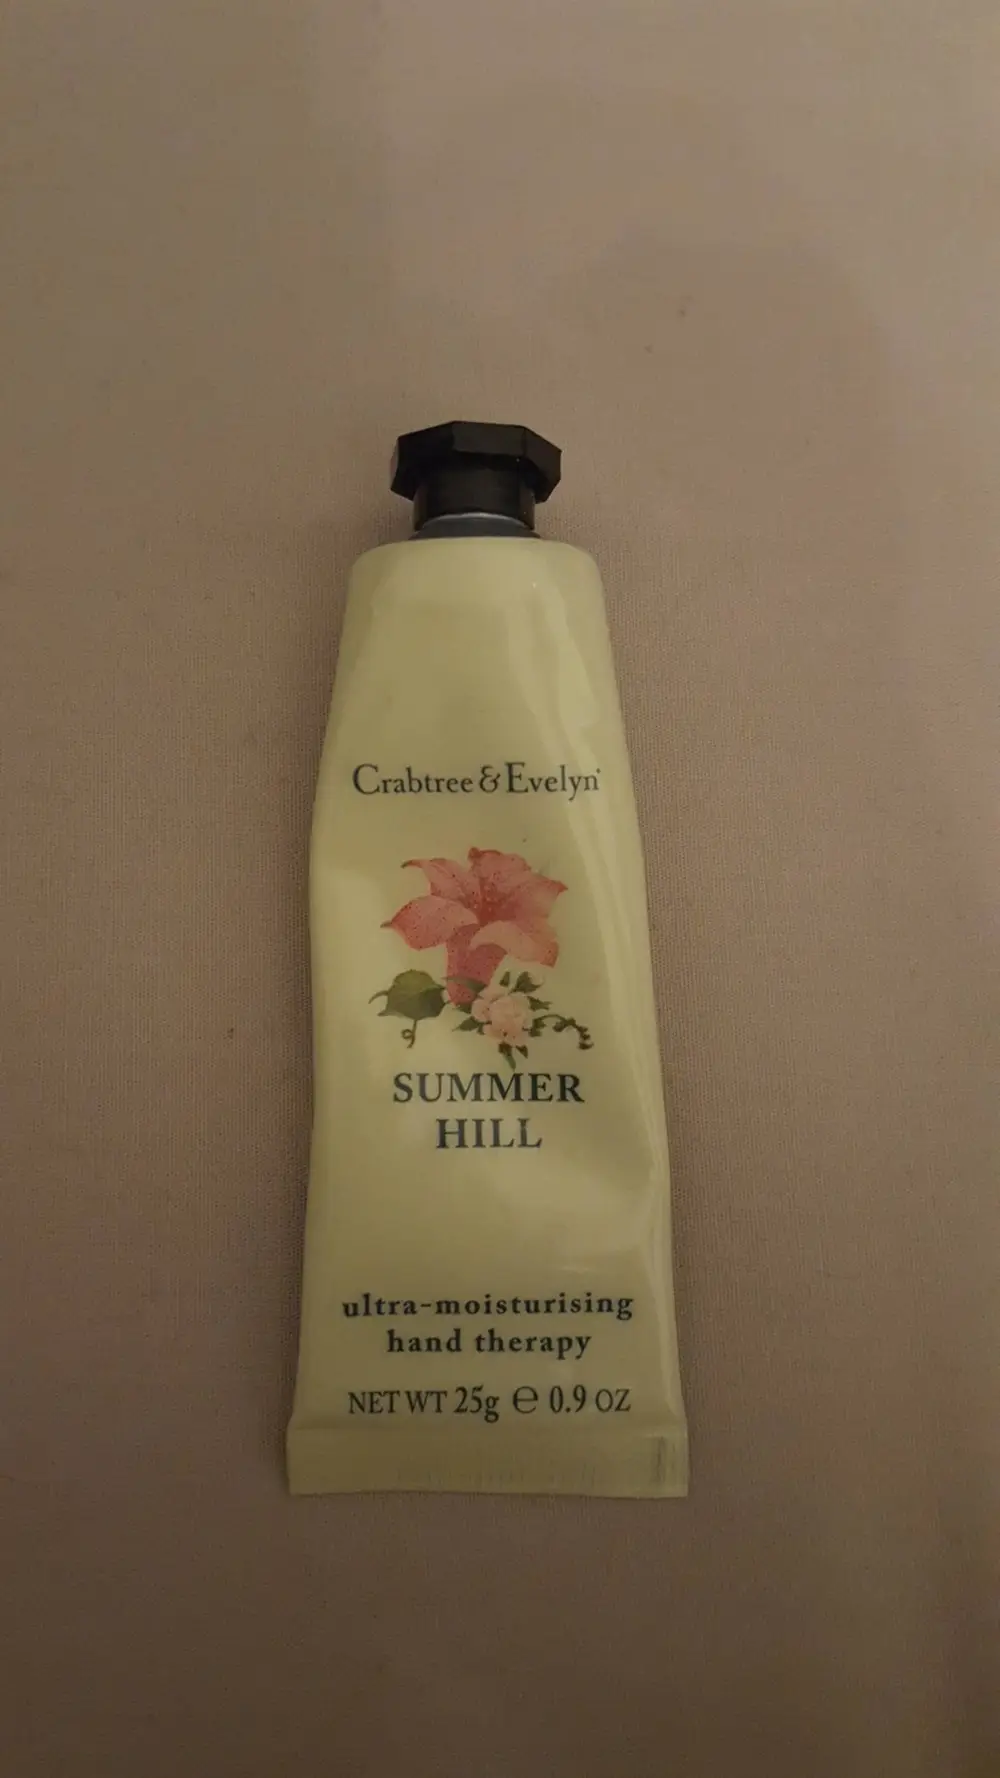 Crabtree & Evelyn®
SUMMER
HILL
ultra-moisturising
hand therapy
NET WT 25g ℮ 0.9 OZ